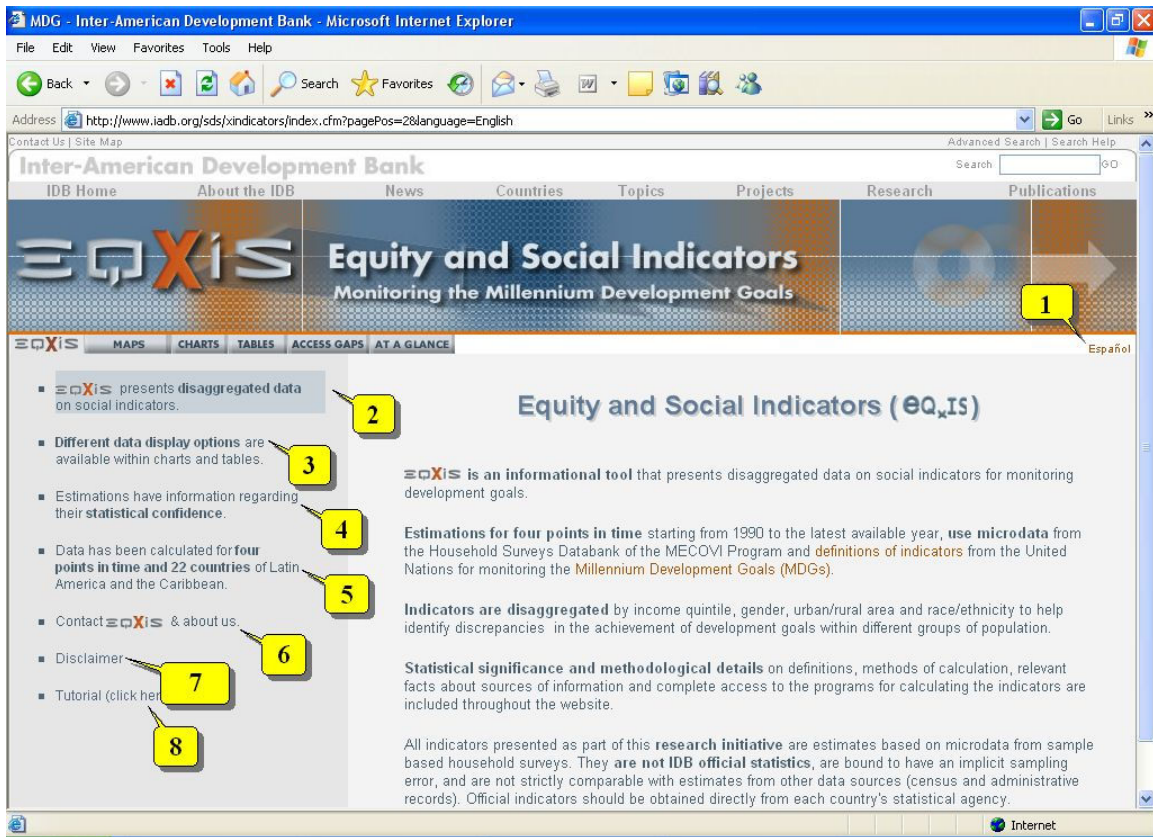 MDG - Inter-American Development Bank - Microsoft Internet Explorer
File Edit View Favorites Tools Help
Back Search Favorites
Address http://www.iadb.org/sds/xindicators/index.cfm?pagePos=2&language=English Go Links »
Contact Us | Site Map Advanced Search | Search Help
Inter-American Development Bank Search GO
IDB Home About the IDB News Countries Topics Projects Research Publications
EQXiS Equity and Social Indicators
Monitoring the Millennium Development Goals
1
EQXiS MAPS CHARTS TABLES ACCESS GAPS AT A GLANCE Español
▪ EQXiS presents disaggregated data
on social indicators.
2
▪ Different data display options are
available within charts and tables.
3
▪ Estimations have information regarding
their statistical confidence.
4
▪ Data has been calculated for four
points in time and 22 countries of Latin
America and the Caribbean.
5
▪ Contact EQXiS & about us.
6
▪ Disclaimer
7
▪ Tutorial (click her
8
Equity and Social Indicators (eQxIS)
EQXiS is an informational tool that presents disaggregated data on social indicators for monitoring
development goals.
Estimations for four points in time starting from 1990 to the latest available year, use microdata from
the Household Surveys Databank of the MECOVI Program and definitions of indicators from the United
Nations for monitoring the Millennium Development Goals (MDGs).
Indicators are disaggregated by income quintile, gender, urban/rural area and race/ethnicity to help
identify discrepancies in the achievement of development goals within different groups of population.
Statistical significance and methodological details on definitions, methods of calculation, relevant
facts about sources of information and complete access to the programs for calculating the indicators are
included throughout the website.
All indicators presented as part of this research initiative are estimates based on microdata from sample
based household surveys. They are not IDB official statistics, are bound to have an implicit sampling
error, and are not strictly comparable with estimates from other data sources (census and administrative
records). Official indicators should be obtained directly from each country's statistical agency.
Internet